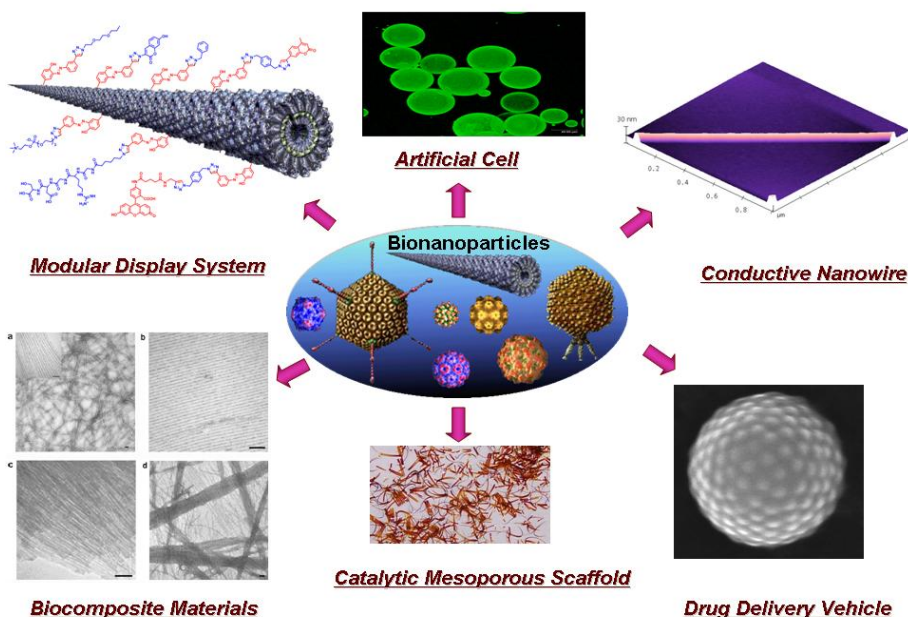 Artificial Cell
30 nm
0.2
0.4
0.6
0.8
μm
Modular Display System
Bionanoparticles
Conductive Nanowire
a
b
c
d
Biocomposite Materials
Catalytic Mesoporous Scaffold
Drug Delivery Vehicle